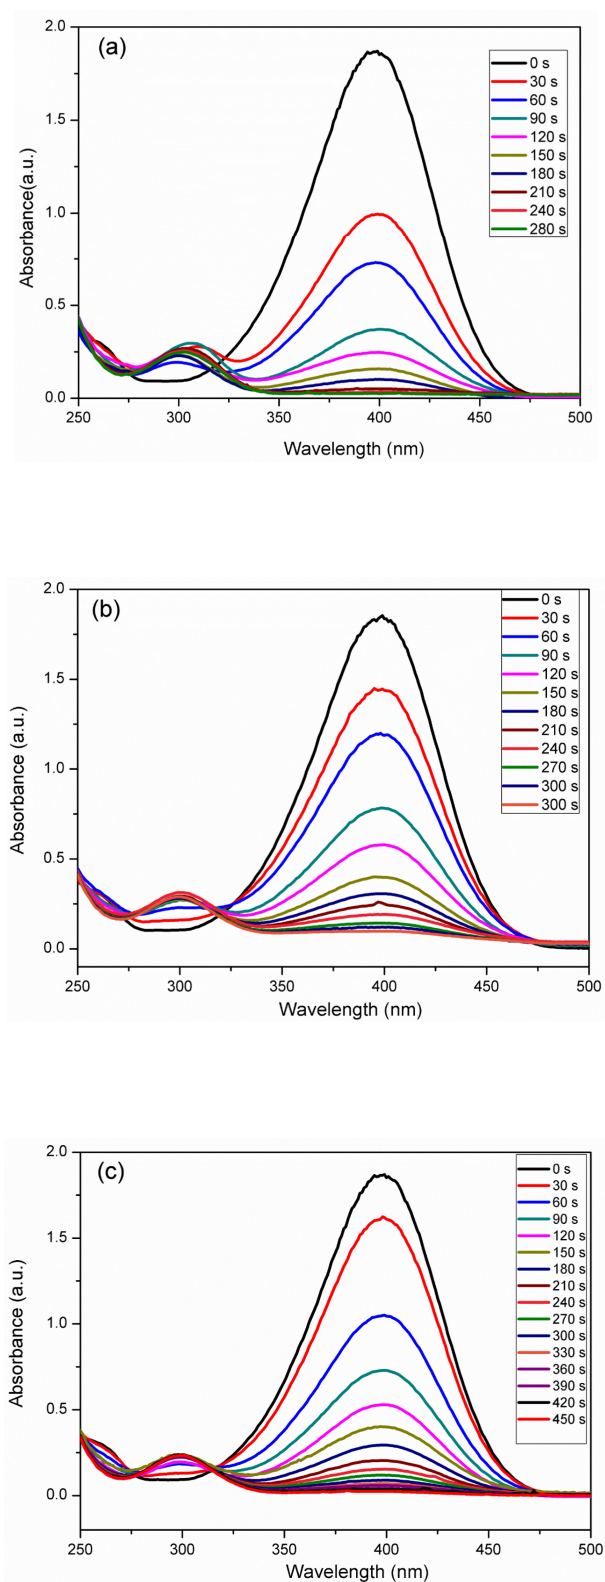 (a)
2.0
1.5
1.0
0.5
0.0
Absorbance(a.u.)
250
300
350
400
450
500
Wavelength (nm)
0 s
30 s
60 s
90 s
120 s
150 s
180 s
210 s
240 s
280 s
(b)
2.0
1.5
1.0
0.5
0.0
Absorbance (a.u.)
250
300
350
400
450
500
Wavelength (nm)
0 s
30 s
60 s
90 s
120 s
150 s
180 s
210 s
240 s
270 s
300 s
300 s
(c)
2.0
1.5
1.0
0.5
0.0
Absorbance (a.u.)
250
300
350
400
450
500
Wavelength (nm)
0 s
30 s
60 s
90 s
120 s
150 s
180 s
210 s
240 s
270 s
300 s
330 s
360 s
390 s
420 s
450 s